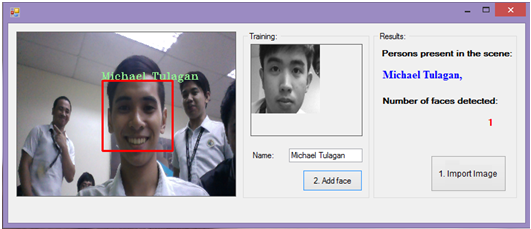 Michael Tulagan
Training:
Name:
Michael Tulagan
2. Add face
Results:
Persons present in the scene:
Michael Tulagan,
Number of faces detected:
1
1. Import Image